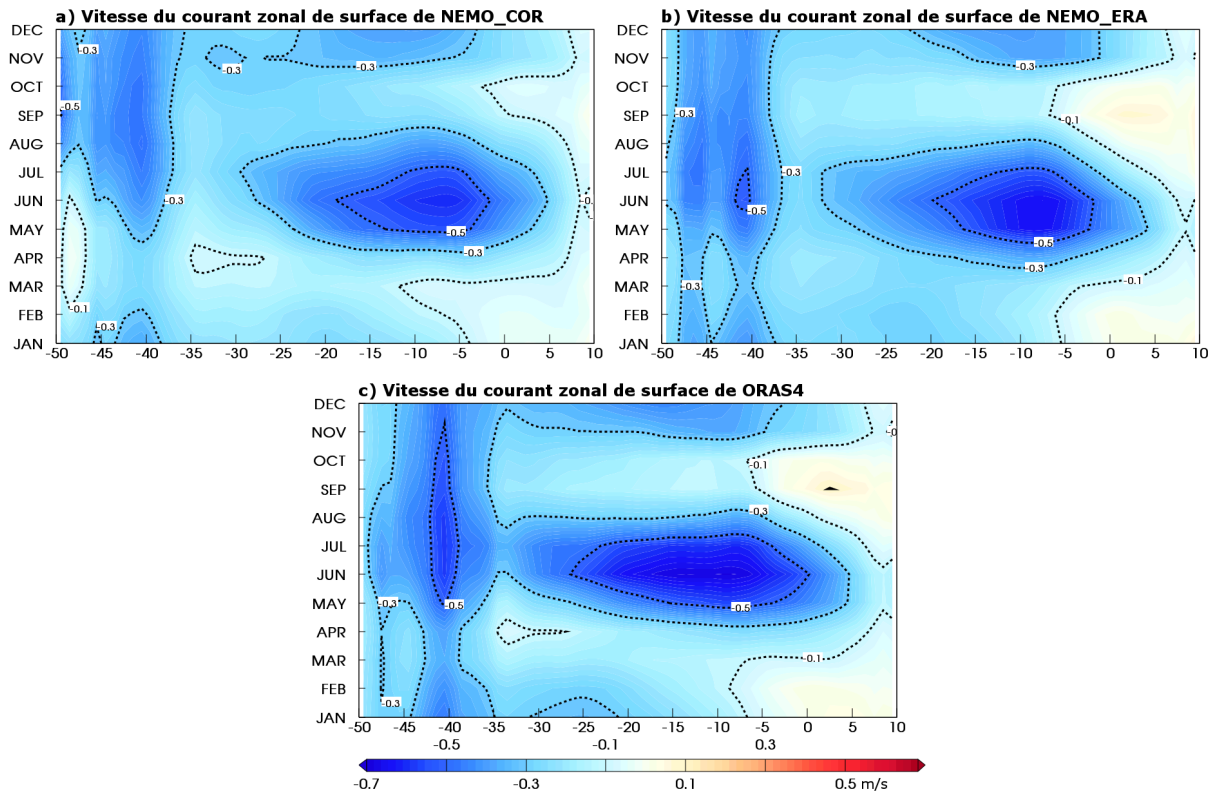 a) Vitesse du courant zonal de surface de NEMO_COR
DEC
NOV
OCT
SEP
AUG
JUL
JUN
MAY
APR
MAR
FEB
JAN
-50 -45 -40 -35 -30 -25 -20 -15 -10 -5 0 5 10
-0.3
-0.3
-0.3
-0.5
-0.3
-0.5
-0.3
-0.1
-0.3
b) Vitesse du courant zonal de surface de NEMO_ERA
DEC
NOV
OCT
SEP
AUG
JUL
JUN
MAY
APR
MAR
FEB
JAN
-50 -45 -40 -35 -30 -25 -20 -15 -10 -5 0 5 10
-0.3
-0.3
-0.1
-0.3
-0.5
-0.5
-0.3
-0.3
-0.1
c) Vitesse du courant zonal de surface de ORAS4
DEC
NOV
OCT
SEP
AUG
JUL
JUN
MAY
APR
MAR
FEB
JAN
-50 -45 -40 -35 -30 -25 -20 -15 -10 -5 0 5 10
-0.1
-0.3
-0.3
-0.5
-0.5
-0.1
-0.3
-0.5 -0.1 0.3
-0.7 -0.3 0.1 0.5 m/s